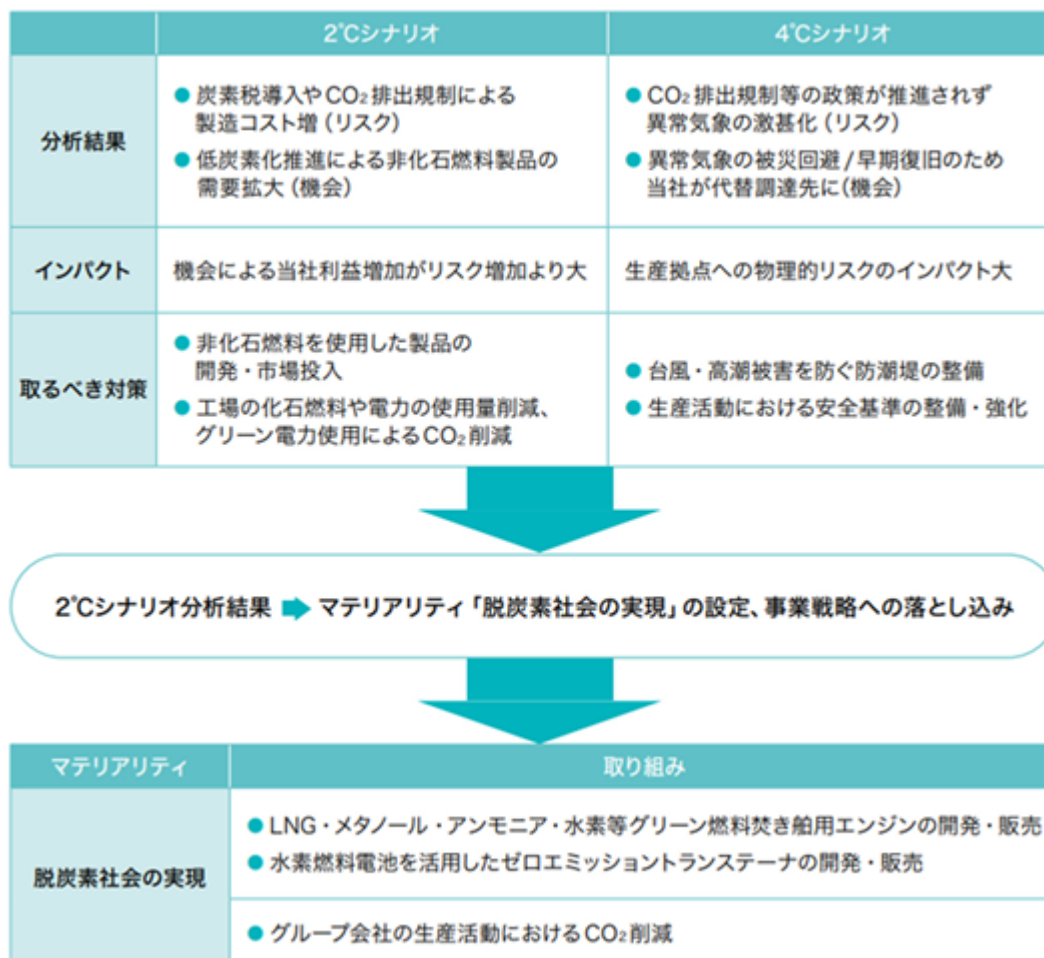 2℃シナリオ
4℃シナリオ
分析結果
● 炭素税導入やCO₂排出規制による
製造コスト増（リスク）
● 低炭素化推進による非化石燃料製品の
需要拡大（機会）
● CO₂排出規制等の政策が推進されず
異常気象の激甚化（リスク）
● 異常気象の被災回避/早期復旧のため
当社が代替調達先に（機会）
インパクト
機会による当社利益増加がリスク増加より大
生産拠点への物理的リスクのインパクト大
取るべき対策
● 非化石燃料を使用した製品の
開発・市場投入
● 工場の化石燃料や電力の使用量削減、
グリーン電力使用によるCO₂削減
● 台風・高潮被害を防ぐ防潮堤の整備
● 生産活動における安全基準の整備・強化
2℃シナリオ分析結果 ➡ マテリアリティ「脱炭素社会の実現」の設定、事業戦略への落とし込み
マテリアリティ
取り組み
脱炭素社会の実現
● LNG・メタノール・アンモニア・水素等グリーン燃料焚き舶用エンジンの開発・販売
● 水素燃料電池を活用したゼロエミッショントランステーナの開発・販売
● グループ会社の生産活動におけるCO₂削減